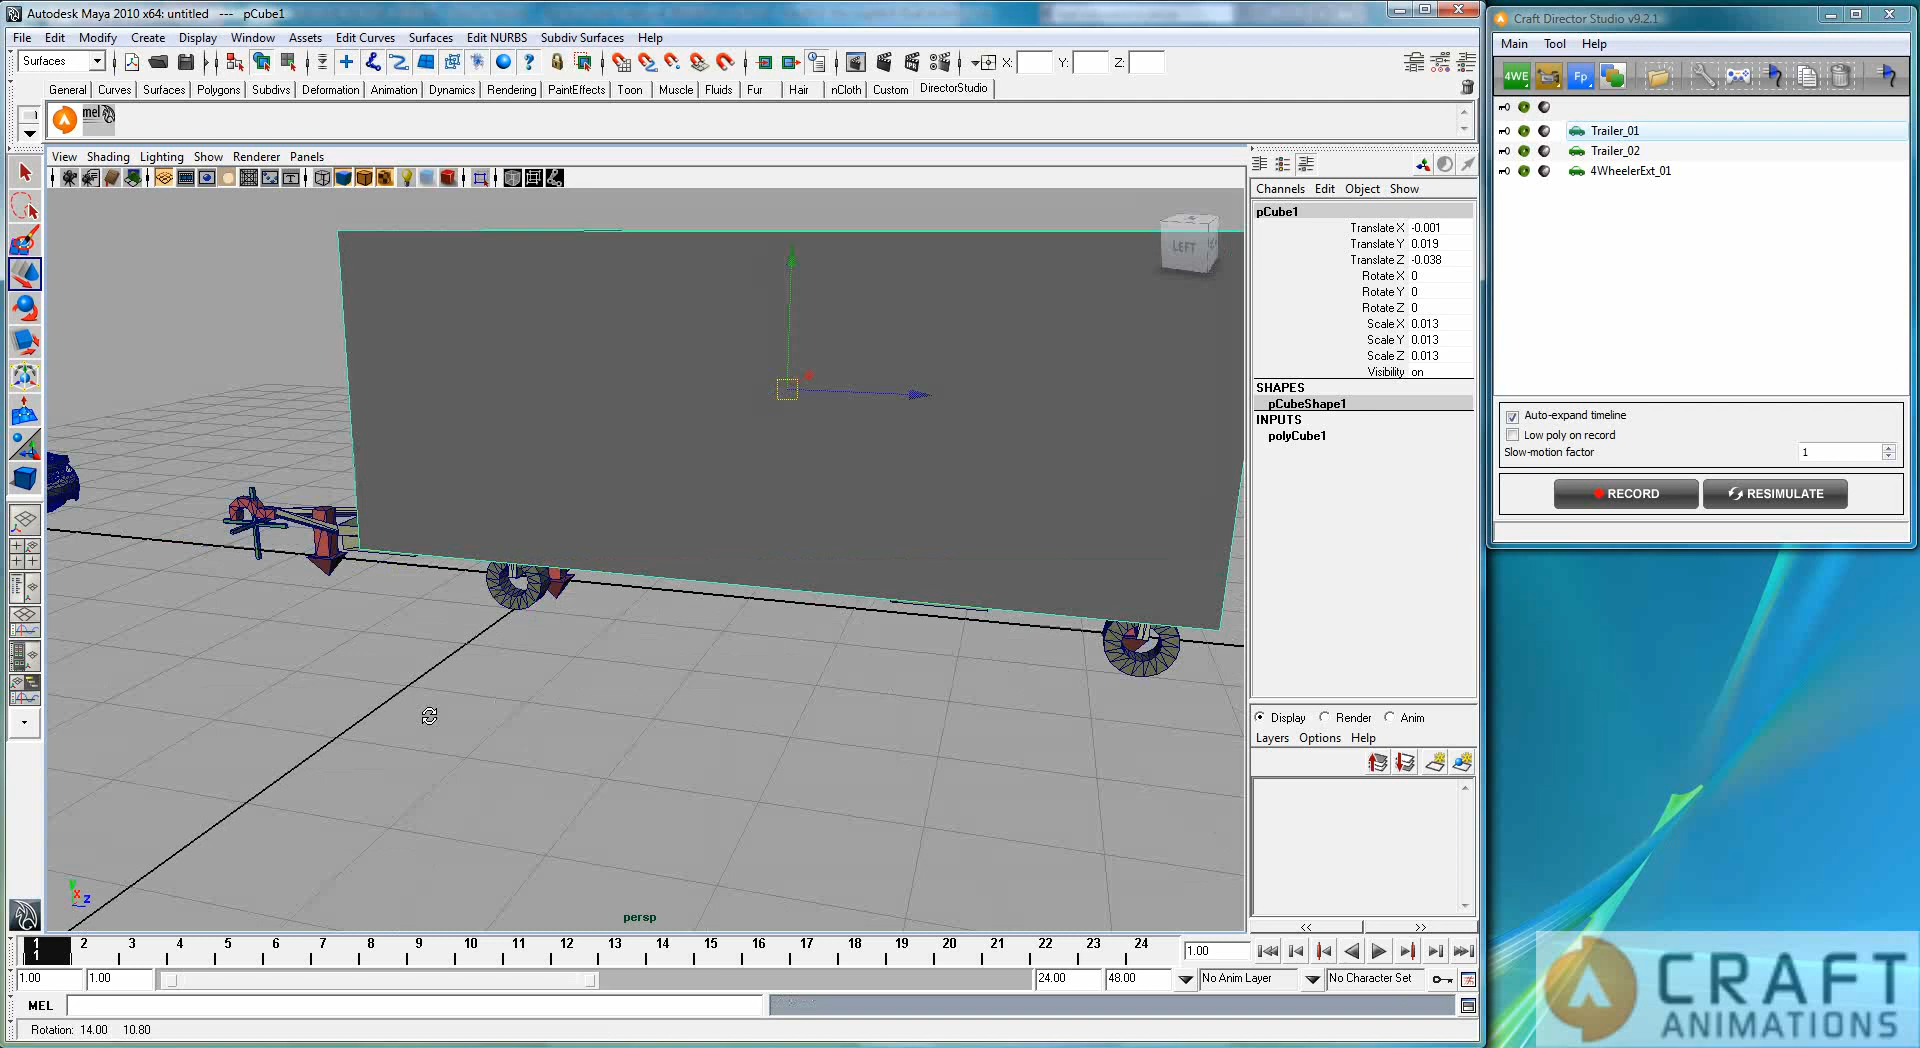 Autodesk Maya 2010 x64: untitled --- pCube1
File Edit Modify Create Display Window Assets Edit Curves Surfaces Edit NURBS Subdiv Surfaces Help
Surfaces
X: Y: Z:
General Curves Surfaces Polygons Subdivs Deformation Animation Dynamics Rendering PaintEffects Toon Muscle Fluids Fur Hair nCloth Custom DirectorStudio
mel
View Shading Lighting Show Renderer Panels
LEFT
persp
y
x
z
Channels Edit Object Show
pCube1
Translate X -0.001
Translate Y 0.019
Translate Z -0.038
Rotate X 0
Rotate Y 0
Rotate Z 0
Scale X 0.013
Scale Y 0.013
Scale Z 0.013
Visibility on
SHAPES
pCubeShape1
INPUTS
polyCube1
Display Render Anim
Layers Options Help
<< >>
1 2 3 4 5 6 7 8 9 10 11 12 13 14 15 16 17 18 19 20 21 22 23 24
1
1.00
1.00 1.00 24.00 48.00 No Anim Layer No Character Set
MEL
Rotation: 14.00 10.80
Craft Director Studio v9.2.1
Main Tool Help
4WE Fp
Trailer_01
Trailer_02
4WheelerExt_01
Auto-expand timeline
Low poly on record
Slow-motion factor 1
RECORD RESIMULATE
CRAFT
ANIMATIONS